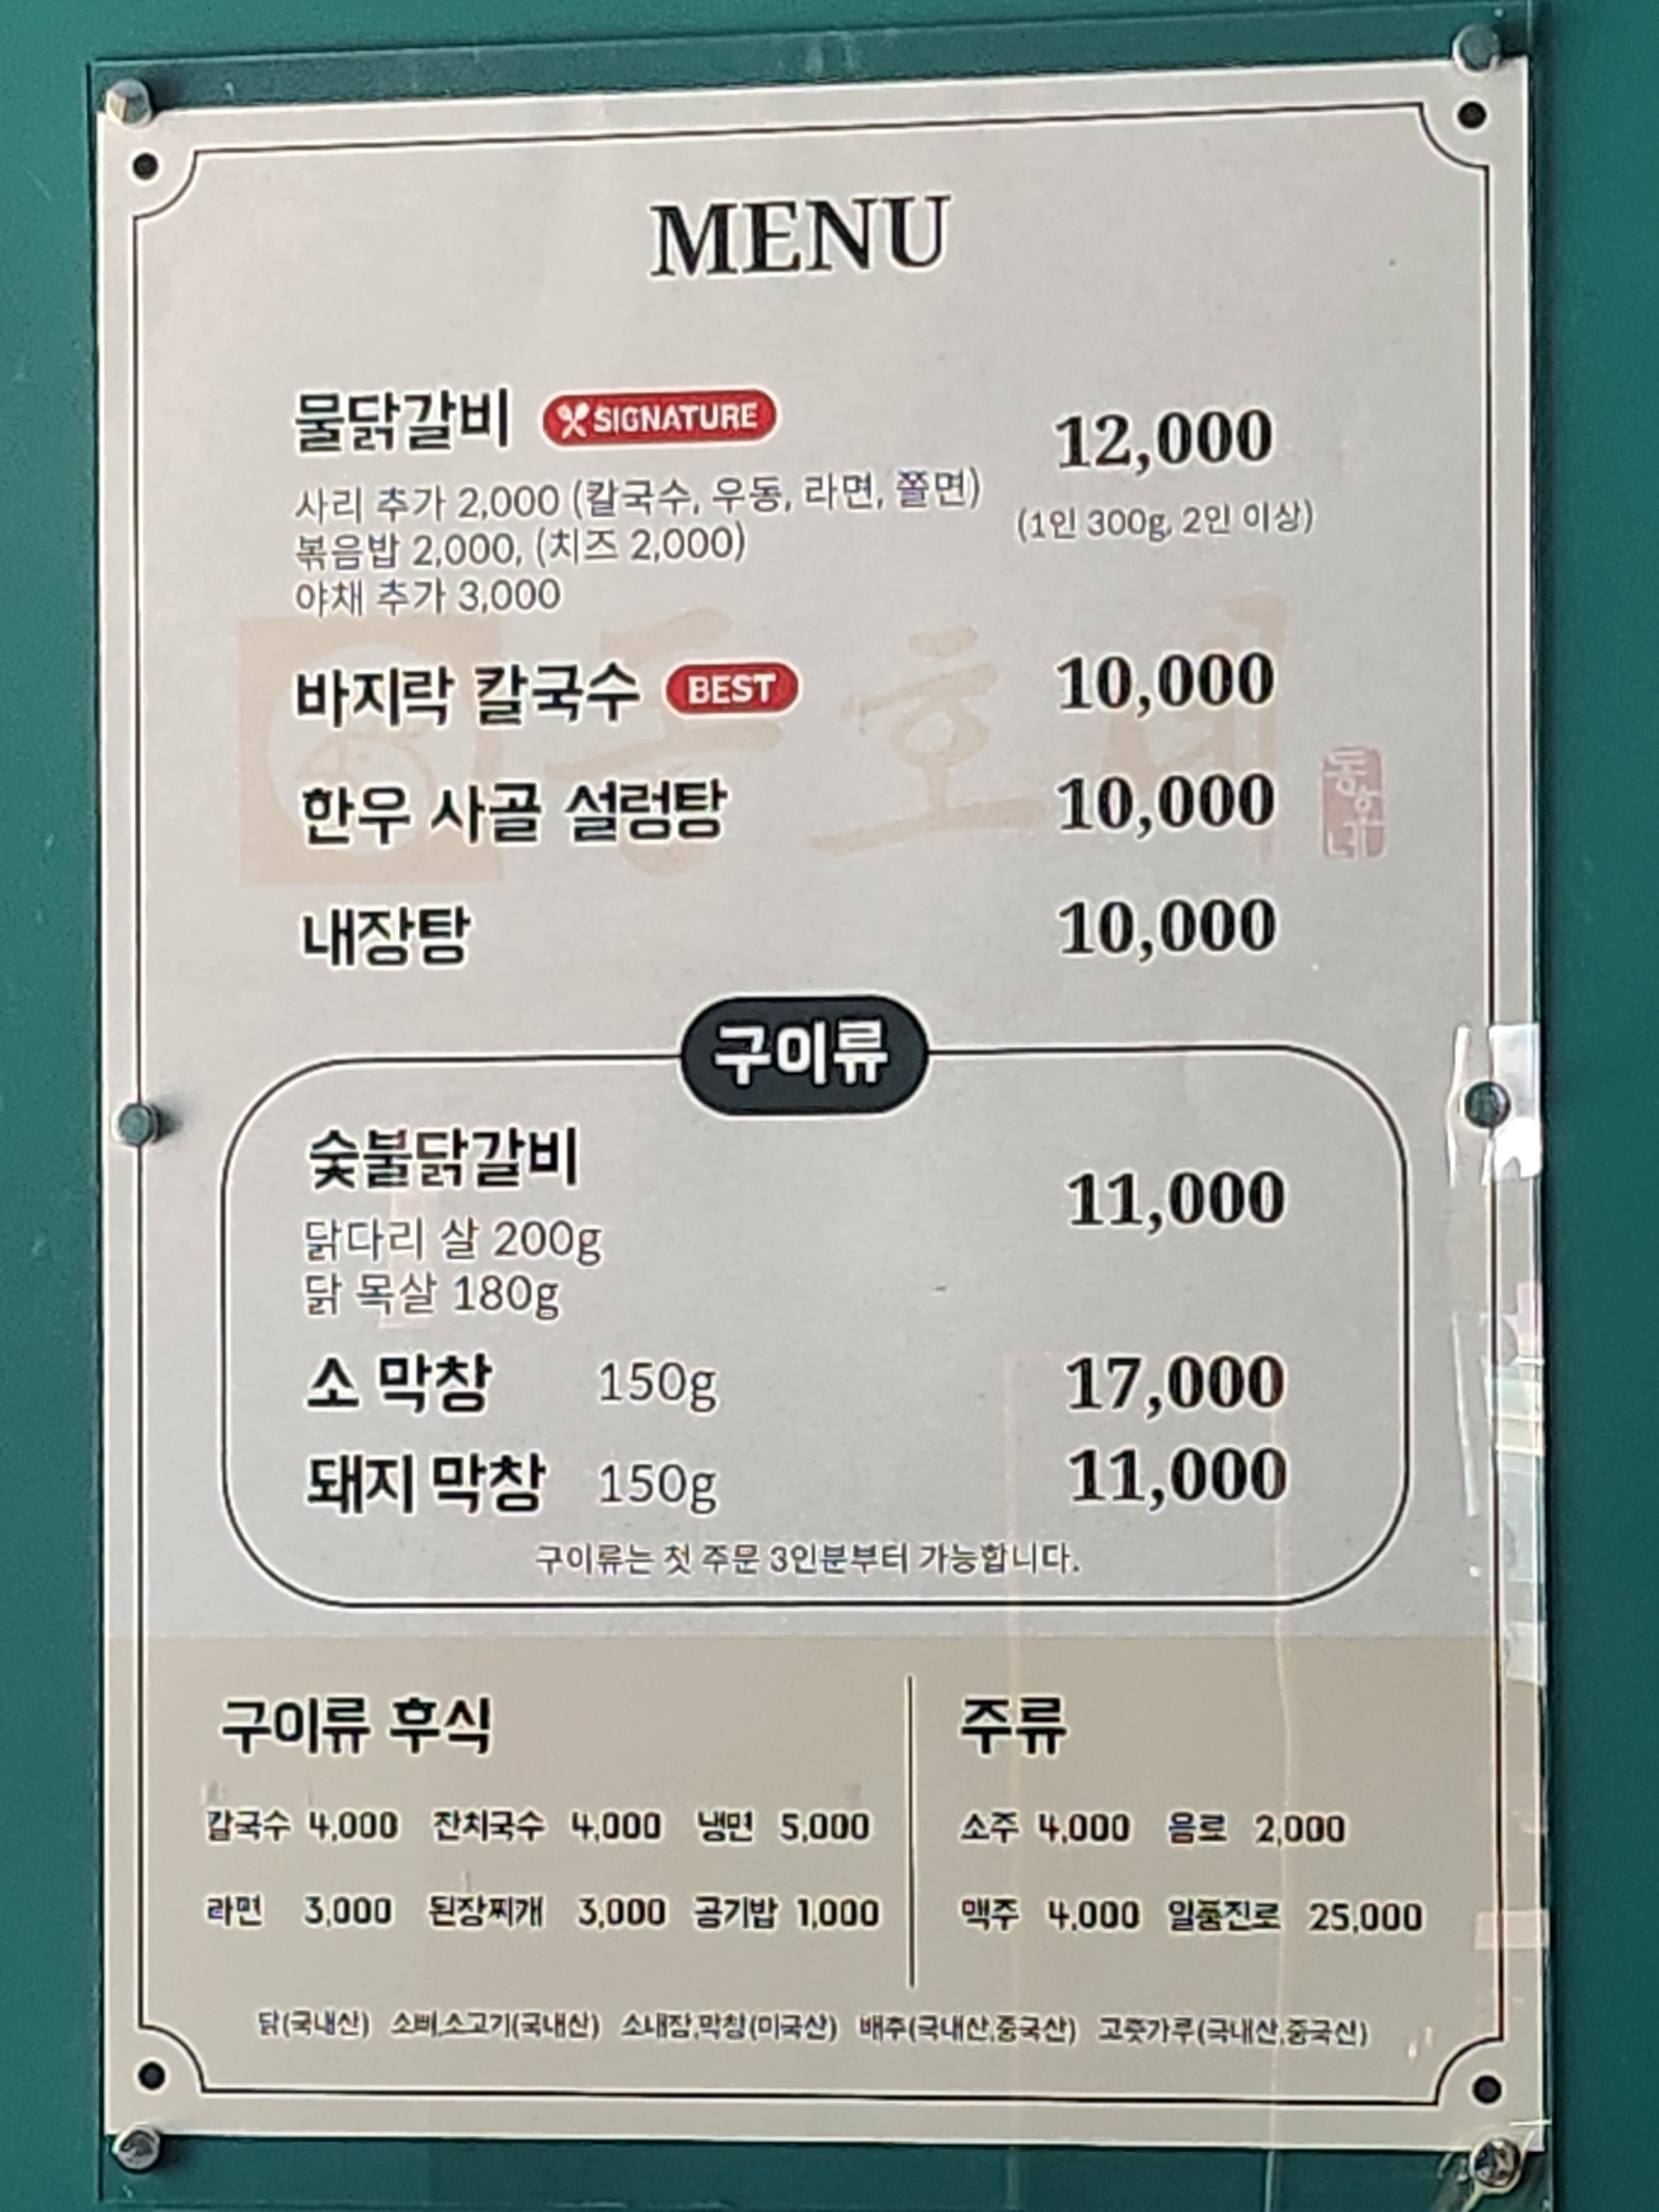 MENU
물닭갈비 SIGNATURE 12,000
사리 추가 2,000 (칼국수, 우동, 라면, 쫄면)
(1인 300g, 2인 이상)
볶음밥 2,000, (치즈 2,000)
야채 추가 3,000
동호네
바지락 칼국수 BEST 10,000
한우 사골 설렁탕 10,000
동호네
내장탕 10,000
구이류
숯불닭갈비 11,000
닭다리 살 200g
닭 목살 180g
소 막창 150g 17,000
돼지 막창 150g 11,000
구이류는 첫 주문 3인분부터 가능합니다.
구이류 후식
칼국수 4,000 잔치국수 4,000 냉면 5,000
라면 3,000 된장찌개 3,000 공기밥 1,000
주류
소주 4,000 음료 2,000
맥주 4,000 일품진로 25,000
닭(국내산) 소뼈,소고기(국내산) 소내장,막창(미국산) 배추(국내산,중국산) 고춧가루(국내산,중국산)